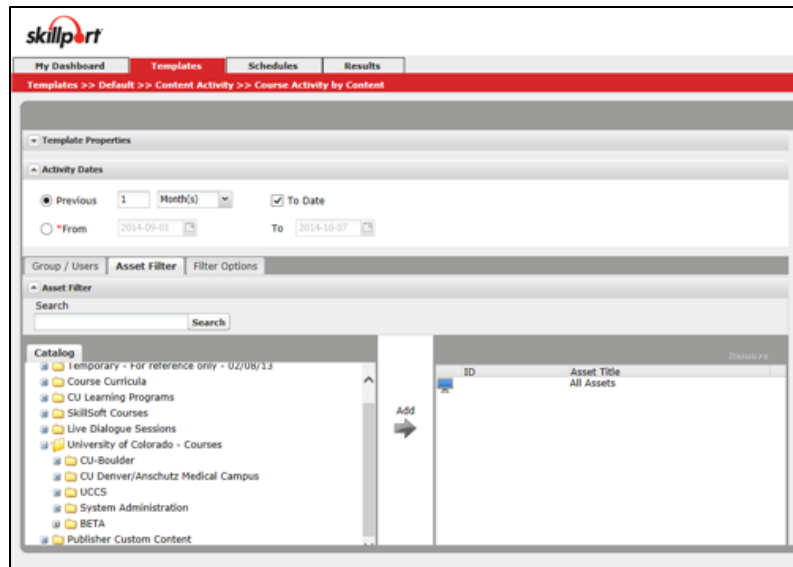 skillport
My Dashboard Templates Schedules Results
Templates >> Default >> Content Activity >> Course Activity by Content
Template Properties
Activity Dates
Previous 1 Month(s) To Date
*From 2014-09-01 To 2014-10-07
Group / Users Asset Filter Filter Options
Asset Filter
Search
Search
Catalog
Remove
Temporary - For reference only - 02/08/13
ID Asset Title
All Assets
Course Curricula
CU Learning Programs
SkillSoft Courses
Add
Live Dialogue Sessions
University of Colorado - Courses
CU-Boulder
CU Denver/Anschutz Medical Campus
UCCS
System Administration
BETA
Publisher Custom Content